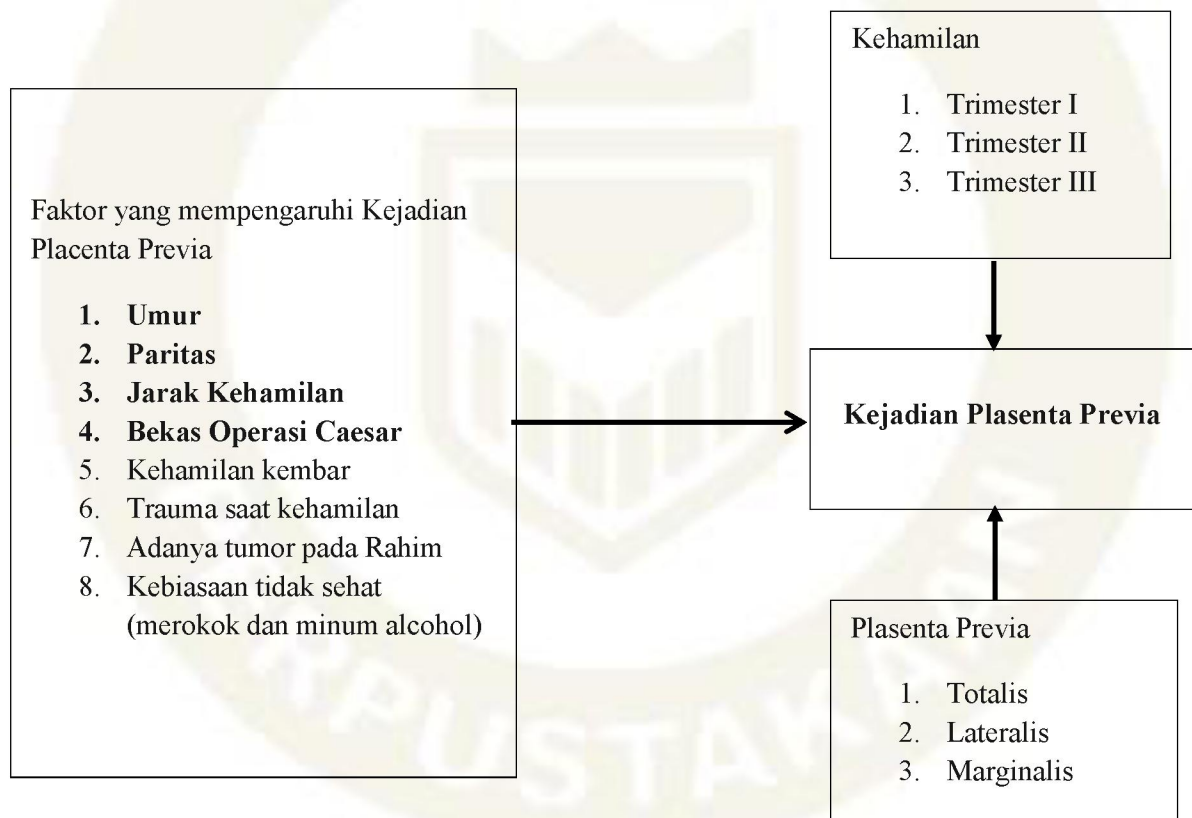 Kehamilan
1. Trimester I
2. Trimester II
3. Trimester III
Faktor yang mempengaruhi Kejadian
Placenta Previa
1. Umur
2. Paritas
3. Jarak Kehamilan
4. Bekas Operasi Caesar
5. Kehamilan kembar
6. Trauma saat kehamilan
7. Adanya tumor pada Rahim
8. Kebiasaan tidak sehat
(merokok dan minum alcohol)
Kejadian Plasenta Previa
Plasenta Previa
1. Totalis
2. Lateralis
3. Marginalis
PERPUSTAKAAN